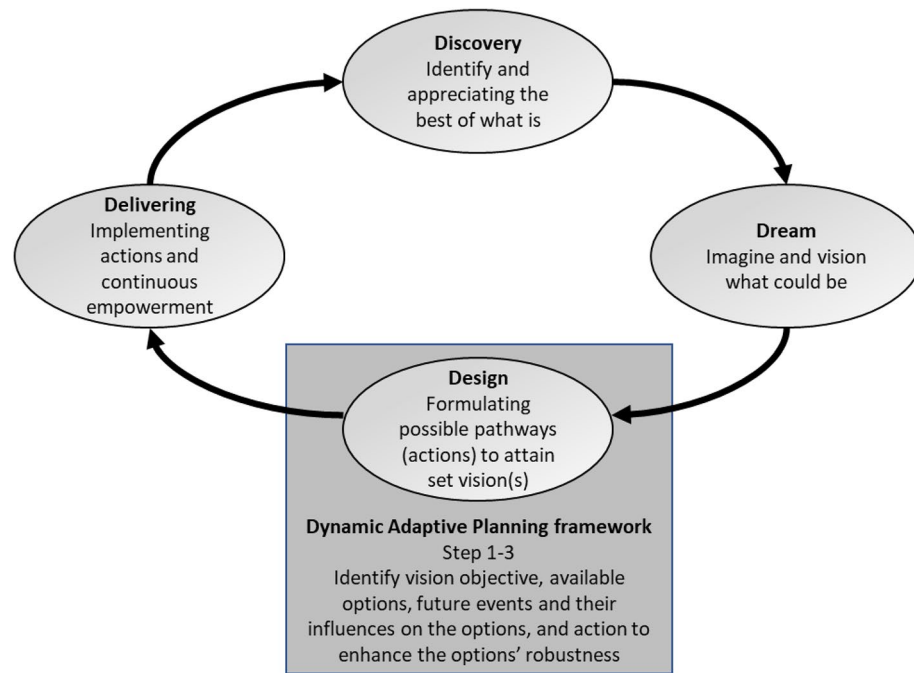 Discovery
Identify and
appreciating the
best of what is
Delivering
Implementing
actions and
continuous
empowerment
Dream
Imagine and vision
what could be
Design
Formulating
possible pathways
(actions) to attain
set vision(s)
Dynamic Adaptive Planning framework
Step 1-3
Identify vision objective, available
options, future events and their
influences on the options, and action to
enhance the options’ robustness